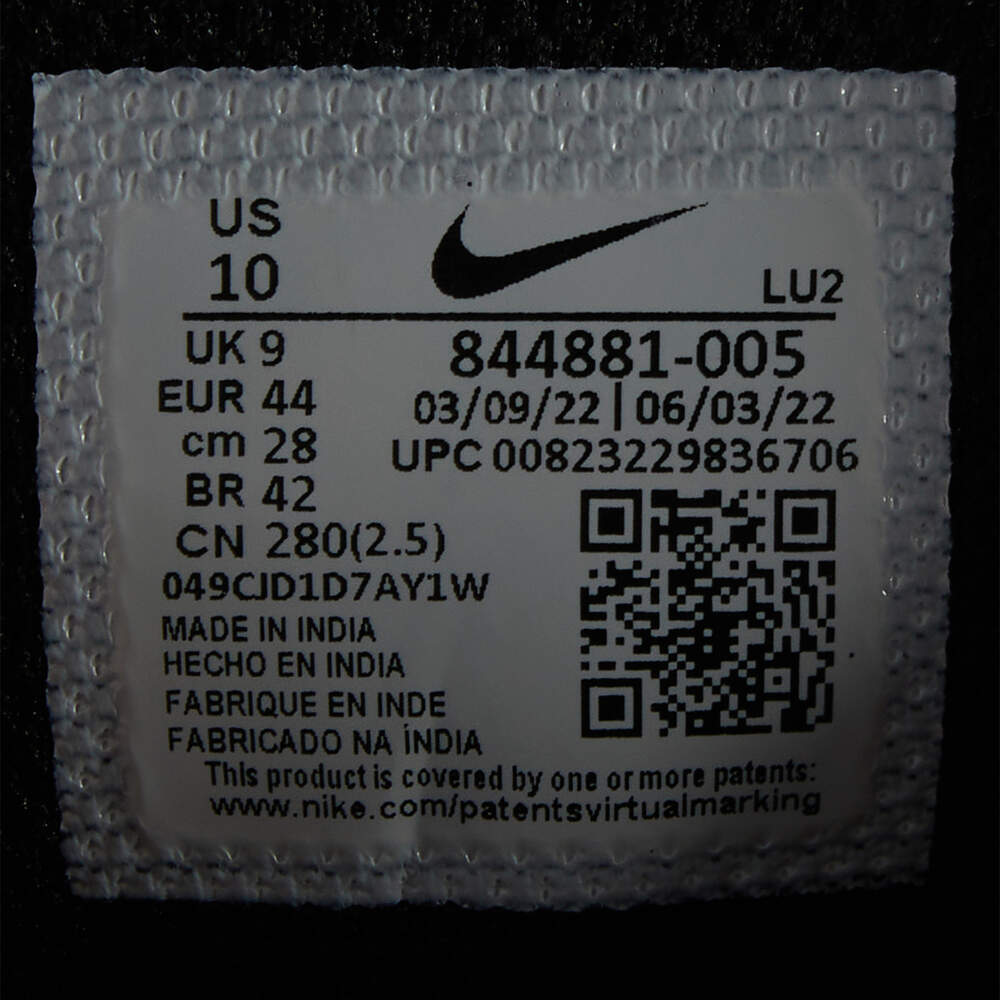 US
10
LU2
UK 9
EUR 44
cm 28
BR 42
CN 280(2.5)
844881-005
03/09/22 | 06/03/22
UPC 00823229836706
049CJD1D7AY1W
MADE IN INDIA
HECHO EN INDIA
FABRIQUE EN INDE
FABRICADO NA ÍNDIA
This product is covered by one or more patents:
www.nike.com/patentsvirtualmarking